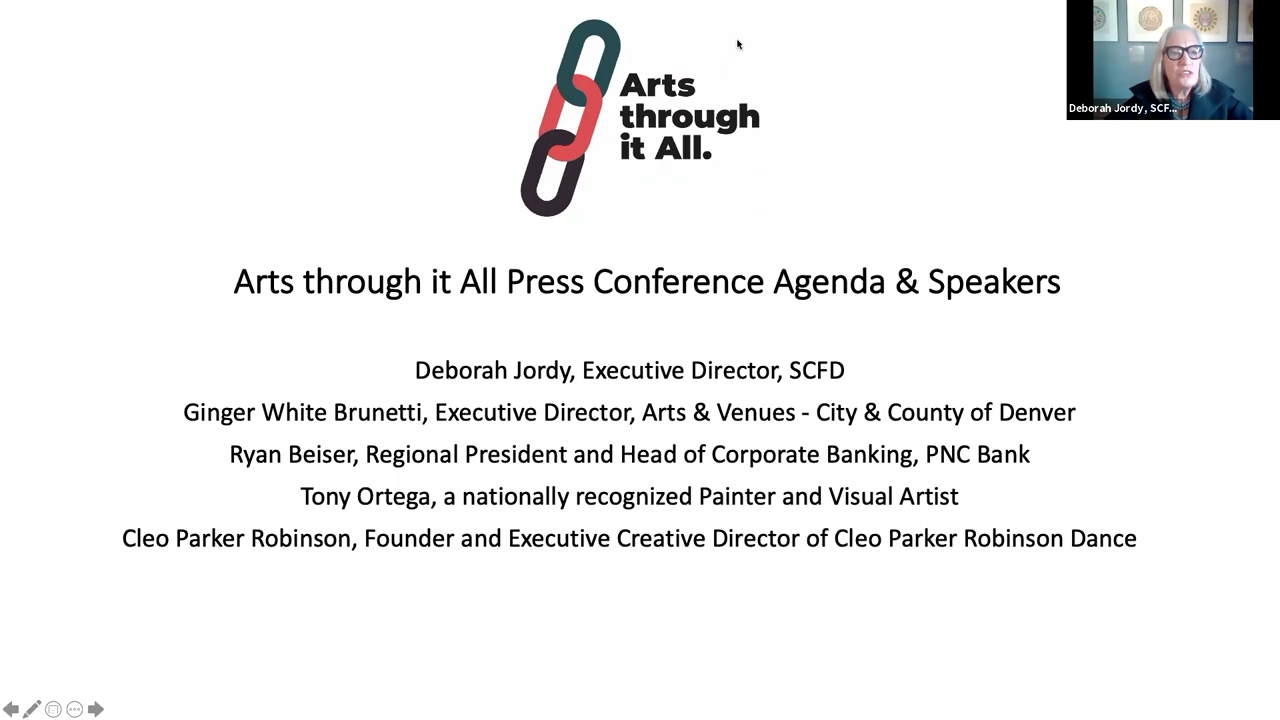 Arts
through
it All.
Deborah Jordy, SCF...
Arts through it All Press Conference Agenda & Speakers
Deborah Jordy, Executive Director, SCFD
Ginger White Brunetti, Executive Director, Arts & Venues - City & County of Denver
Ryan Beiser, Regional President and Head of Corporate Banking, PNC Bank
Tony Ortega, a nationally recognized Painter and Visual Artist
Cleo Parker Robinson, Founder and Executive Creative Director of Cleo Parker Robinson Dance